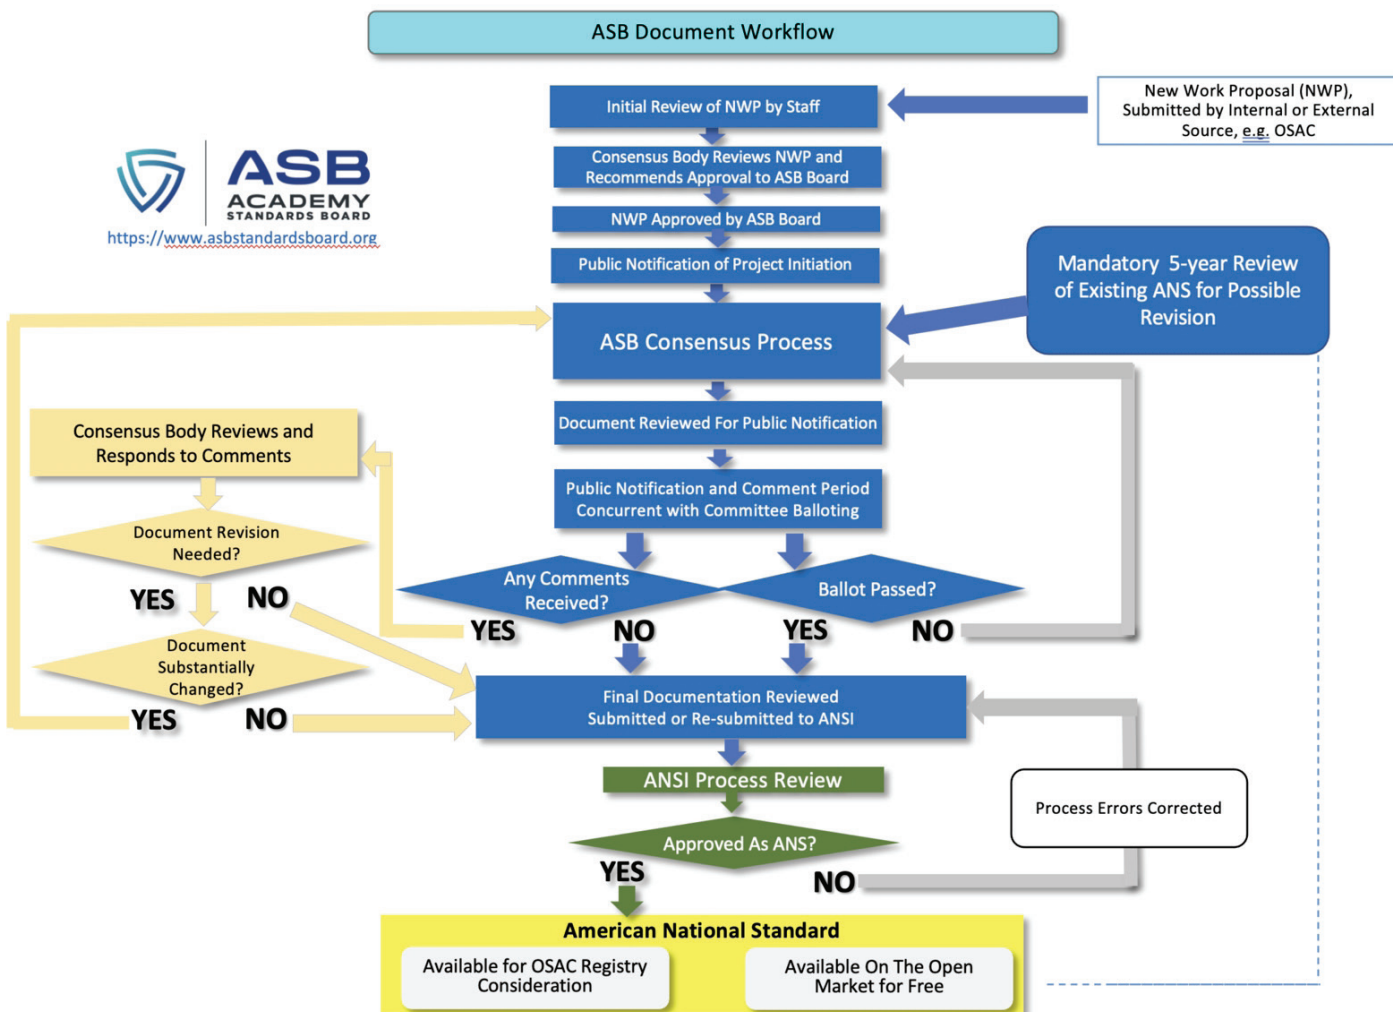 ASB Document Workflow
Initial Review of NWP by Staff
New Work Proposal (NWP),
Submitted by Internal or External
Source, e.g. OSAC
Consensus Body Reviews NWP and
Recommends Approval to ASB Board
ASB
ACADEMY
STANDARDS BOARD
https://www.asbstandardsboard.org
NWP Approved by ASB Board
Public Notification of Project Initiation
Mandatory 5-year Review
of Existing ANS for Possible
Revision
ASB Consensus Process
Document Reviewed For Public Notification
Consensus Body Reviews and
Responds to Comments
Public Notification and Comment Period
Concurrent with Committee Balloting
Document Revision
Needed?
YES
NO
Any Comments
Received?
YES
NO
Ballot Passed?
YES
NO
Document
Substantially
Changed?
YES
NO
Final Documentation Reviewed
Submitted or Re-submitted to ANSI
ANSI Process Review
Process Errors Corrected
Approved As ANS?
YES
NO
American National Standard
Available for OSAC Registry
Consideration
Available On The Open
Market for Free